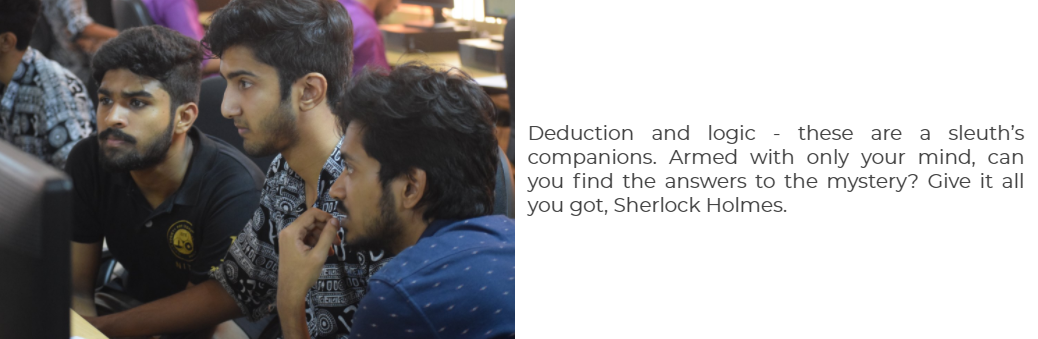 Deduction and logic - these are a sleuth's
companions. Armed with only your mind, can
you find the answers to the mystery? Give it all
you got, Sherlock Holmes.